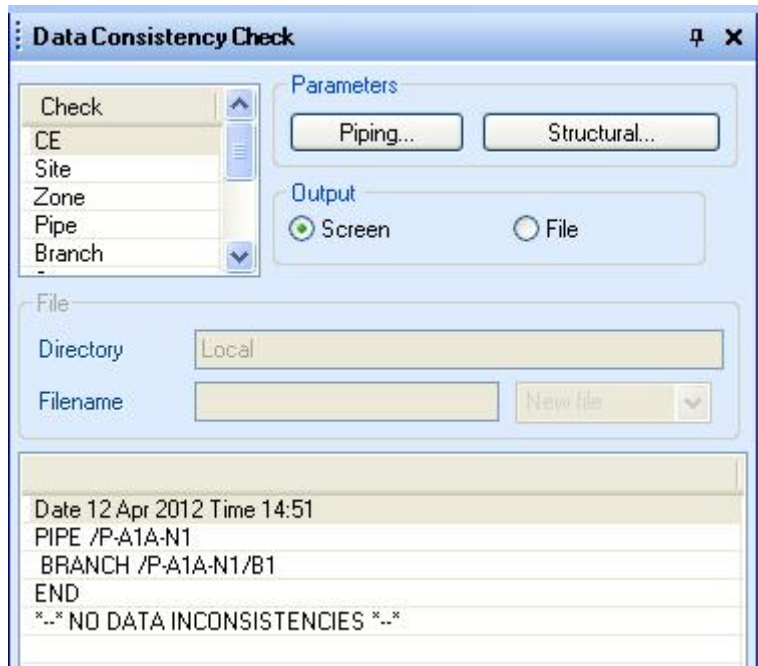 Data Consistency Check
Check
CE
Site
Zone
Pipe
Branch
Parameters
Piping...
Structural...
Output
Screen
File
File
Directory
Local
Filename
New file
Date 12 Apr 2012 Time 14:51
PIPE /P-A1A-N1
BRANCH /P-A1A-N1/B1
END
*--* NO DATA INCONSISTENCIES *--*